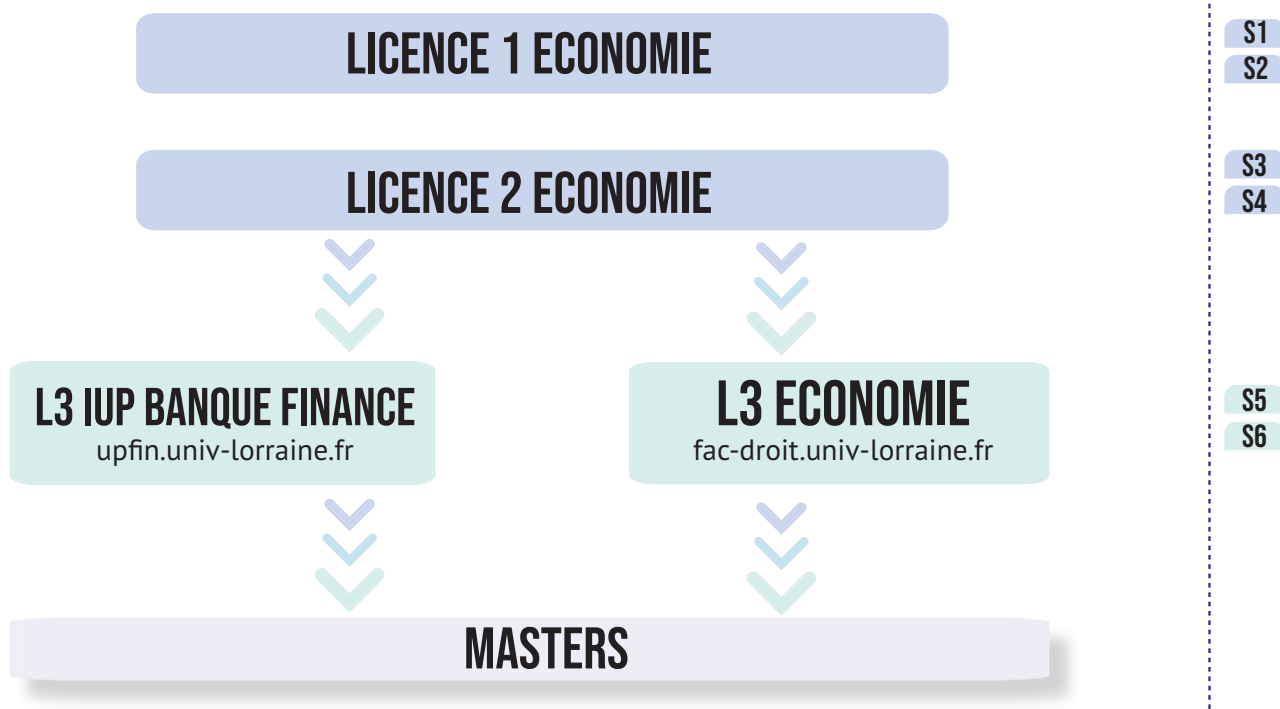 LICENCE 1 ECONOMIE
S1
S2
LICENCE 2 ECONOMIE
S3
S4
L3 IUP BANQUE FINANCE
upfin.univ-lorraine.fr
L3 ECONOMIE
fac-droit.univ-lorraine.fr
S5
S6
MASTERS